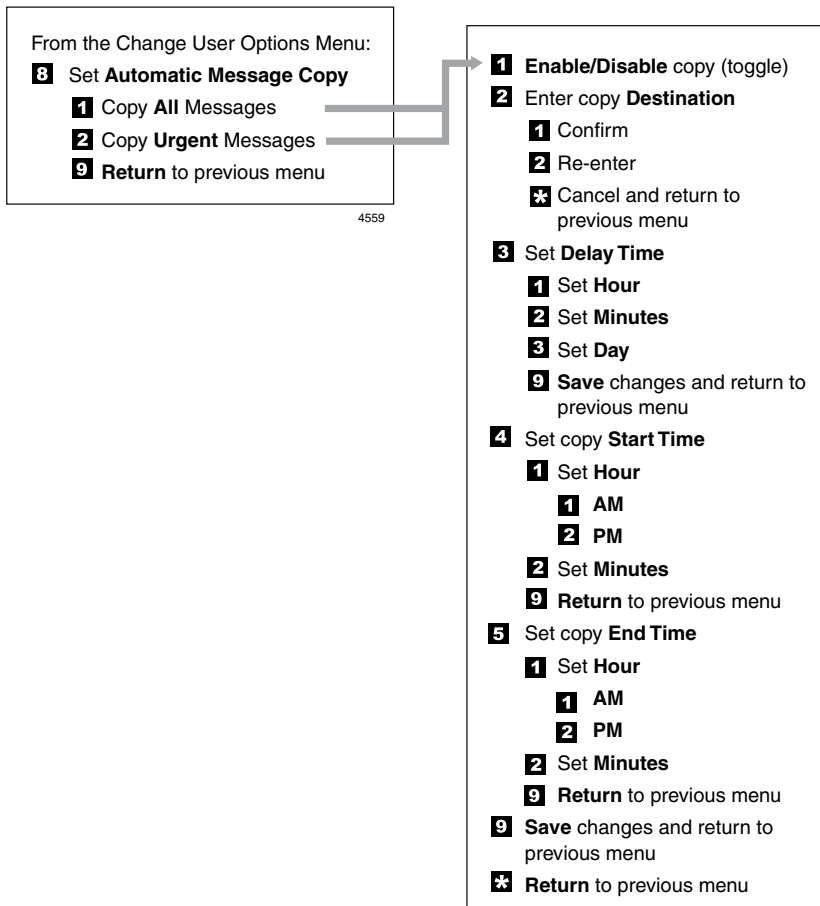 From the Change User Options Menu:
8 Set Automatic Message Copy
1 Copy All Messages
2 Copy Urgent Messages
9 Return to previous menu
4559
1 Enable/Disable copy (toggle)
2 Enter copy Destination
1 Confirm
2 Re-enter
* Cancel and return to
previous menu
3 Set Delay Time
1 Set Hour
2 Set Minutes
3 Set Day
9 Save changes and return to
previous menu
4 Set copy Start Time
1 Set Hour
1 AM
2 PM
2 Set Minutes
9 Return to previous menu
5 Set copy End Time
1 Set Hour
1 AM
2 PM
2 Set Minutes
9 Return to previous menu
9 Save changes and return to
previous menu
* Return to previous menu